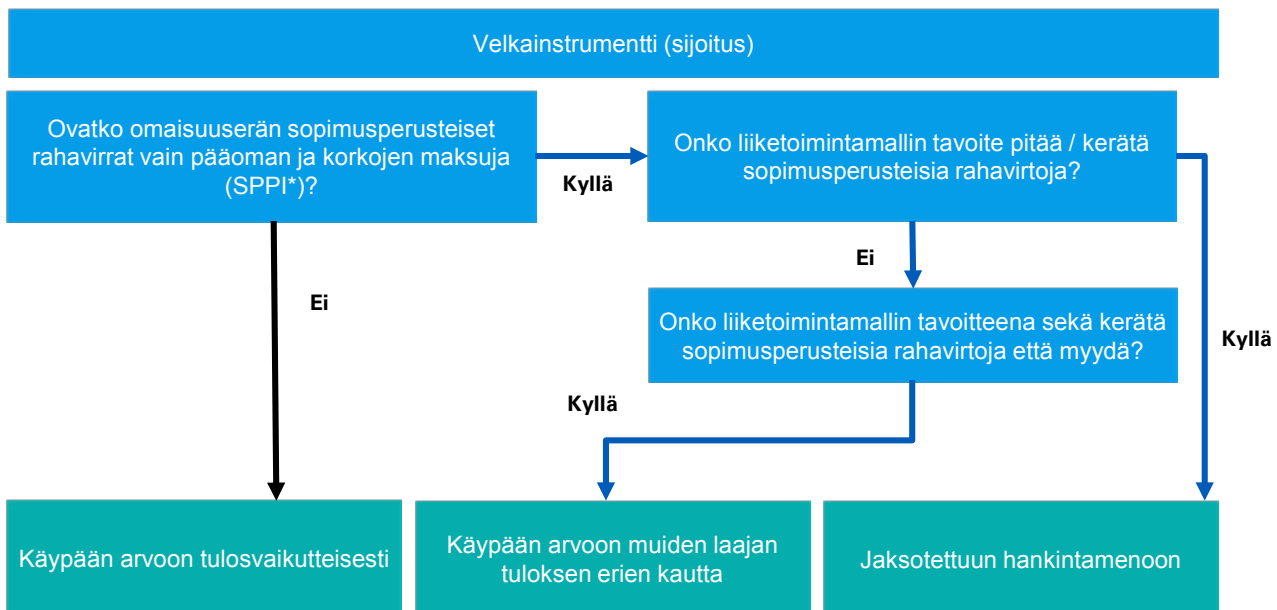 Velkainstrumentti (sijoitus)
Ovatko omaisuuserän sopimusperusteiset
rahavirrat vain pääoman ja korkojen maksuja
(SPPI*)?
Kyllä
Onko liiketoimintamallin tavoite pitää / kerätä
sopimusperusteisia rahavirtoja?
Ei
Ei
Onko liiketoimintamallin tavoitteena sekä kerätä
sopimusperusteisia rahavirtoja että myydä?
Kyllä
Kyllä
Käypään arvoon tulosvaikutteisesti
Käypään arvoon muiden laajan
tuloksen erien kautta
Jaksotettuun hankintamenoon